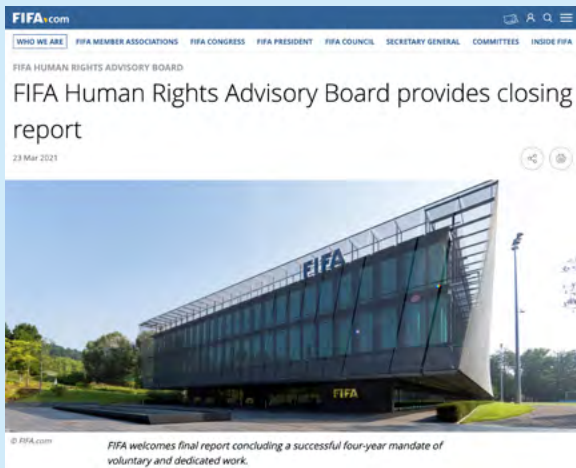 FIFA.com
WHO WE ARE FIFA MEMBER ASSOCIATIONS FIFA CONGRESS FIFA PRESIDENT FIFA COUNCIL SECRETARY GENERAL COMMITTEES INSIDE FIFA
FIFA HUMAN RIGHTS ADVISORY BOARD
FIFA Human Rights Advisory Board provides closing
report
23 Mar 2021
FIFA
FIFA
© FIFA.com
FIFA welcomes final report concluding a successful four-year mandate of
voluntary and dedicated work.